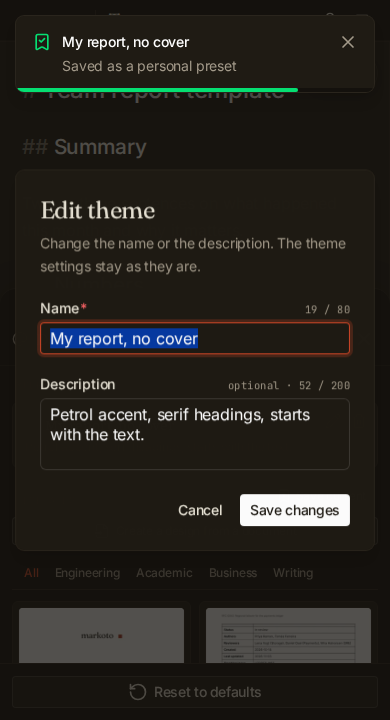 My report, no cover
Saved as a personal preset
# Team report template
## Summary
Edit theme
Change the name or the description. The theme
settings stay as they are.
Name* 19 / 80
My report, no cover
Description optional · 52 / 200
Petrol accent, serif headings, starts
with the text.
Cancel Save changes
All Engineering Academic Business Writing
markoto
Reset to defaults